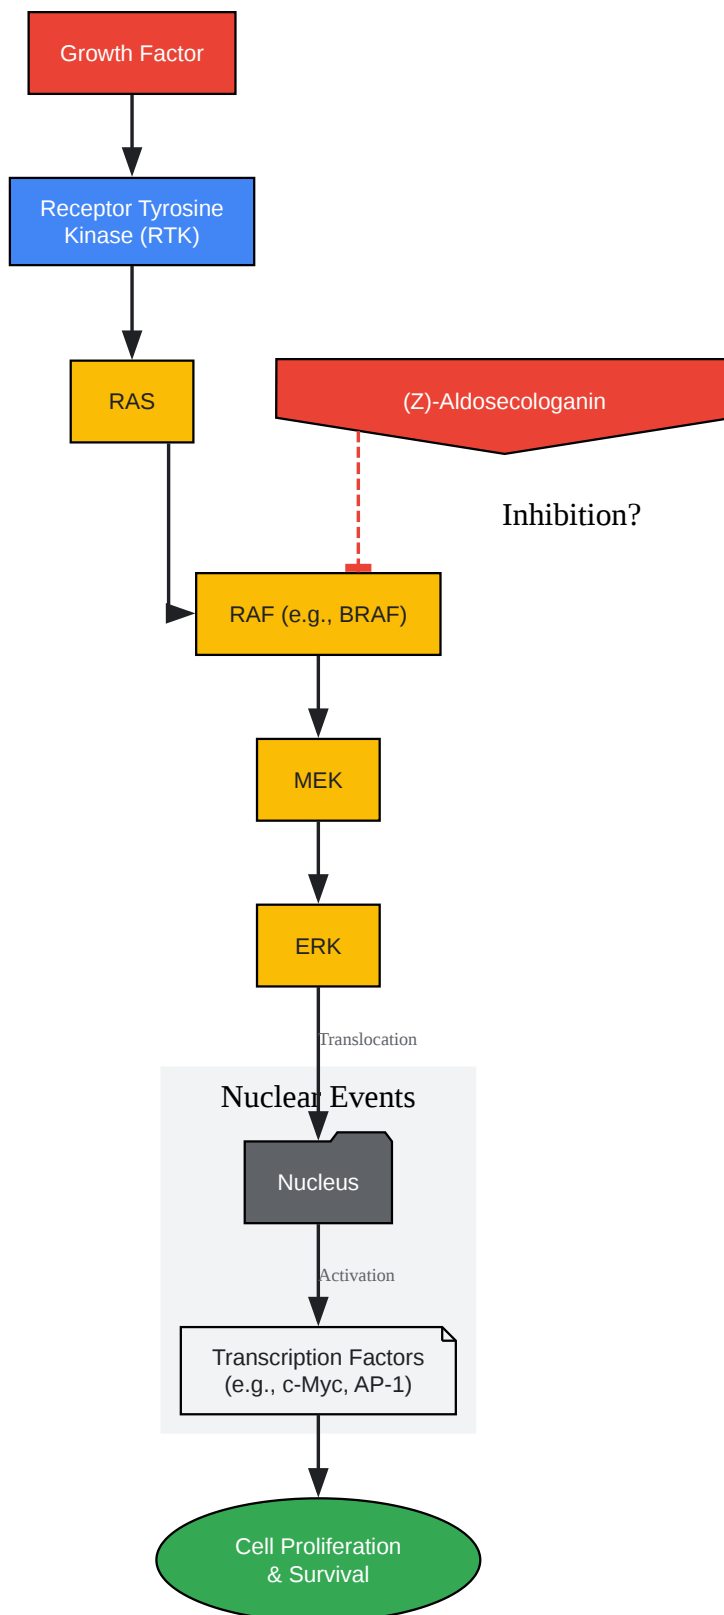 Growth Factor
Receptor Tyrosine
Kinase (RTK)
RAS
(Z)-Aldosecologanin
Inhibition?
RAF (e.g., BRAF)
MEK
ERK
Translocation
Nuclear Events
Nucleus
Activation
Transcription Factors
(e.g., c-Myc, AP-1)
Cell Proliferation
& Survival